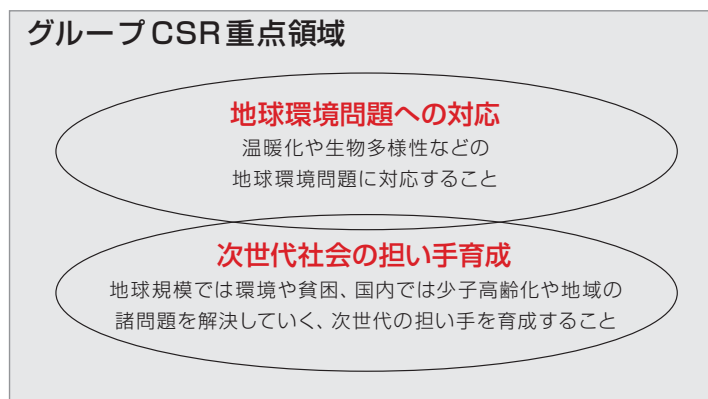 グループCSR重点領域
地球環境問題への対応
温暖化や生物多様性などの
地球環境問題に対応すること
次世代社会の担い手育成
地球規模では環境や貧困、国内では少子高齢化や地域の
諸問題を解決していく、次世代の担い手を育成すること